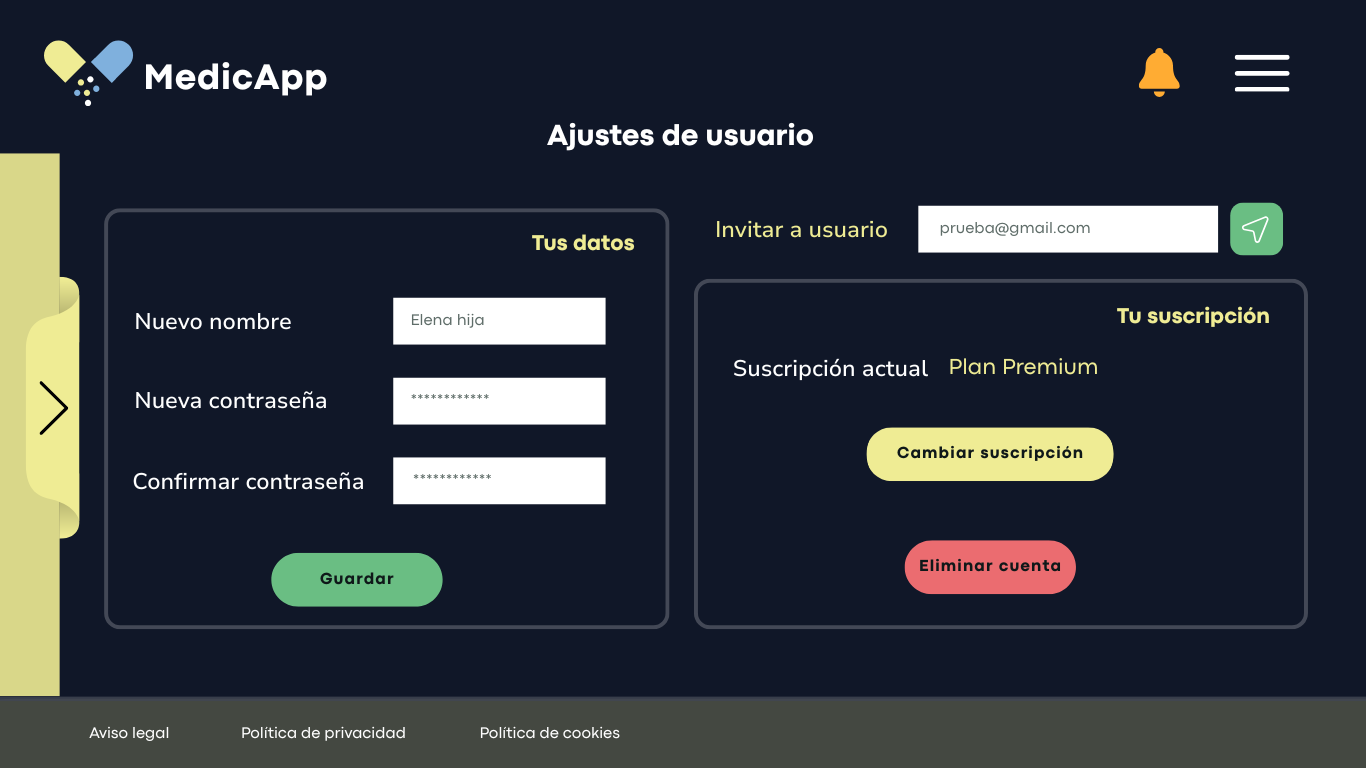 MedicApp
Ajustes de usuario
Tus datos
Nuevo nombre
Elena hija
Nueva contraseña
************
Confirmar contraseña
************
Guardar
Invitar a usuario
prueba@gmail.com
Tu suscripción
Suscripción actual Plan Premium
Cambiar suscripción
Eliminar cuenta
Aviso legal
Política de privacidad
Política de cookies